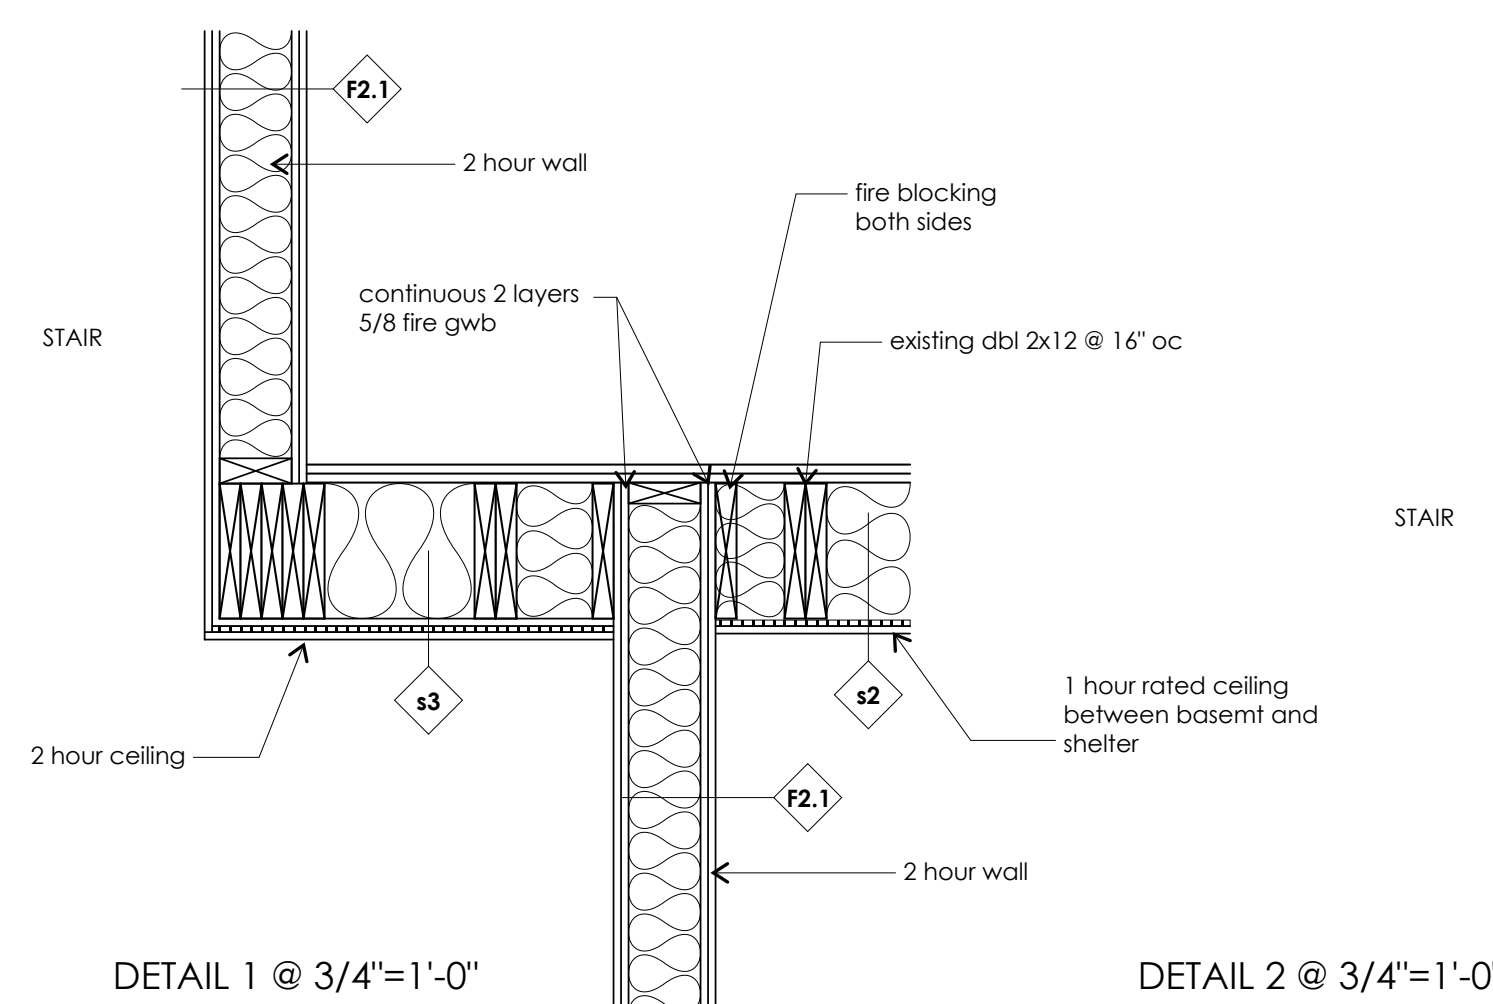 F2.1
2 hour wall
fire blocking
both sides
continuous 2 layers
5/8 fire gwb
STAIR
existing dbl 2x12 @ 16" oc
STAIR
s3
s2
1 hour rated ceiling
between basemt and
shelter
2 hour ceiling
F2.1
2 hour wall
DETAIL 1 @ 3/4"=1'-0"
DETAIL 2 @ 3/4"=1'-0"